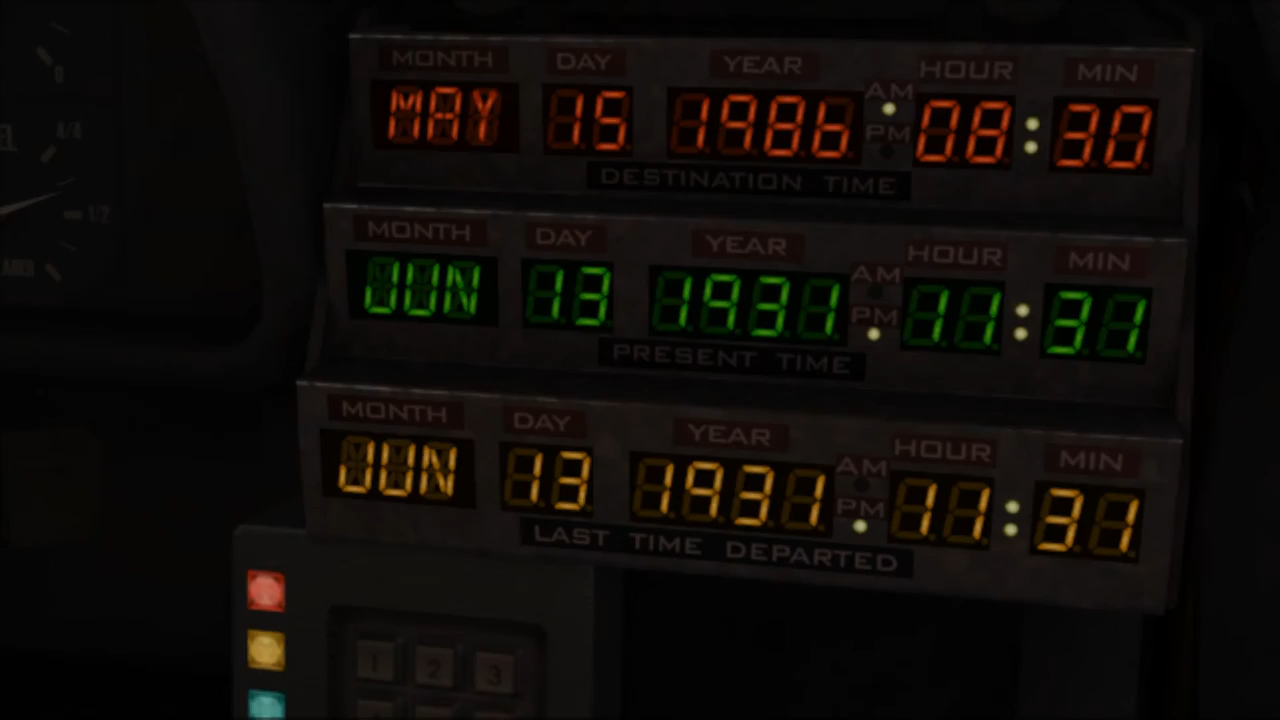 MONTH DAY YEAR AM HOUR MIN
MAY 15 1986 PM 08:30
DESTINATION TIME
MONTH DAY YEAR AM HOUR MIN
JUN 13 1931 PM 11:31
PRESENT TIME
MONTH DAY YEAR AM HOUR MIN
JUN 13 1931 PM 11:31
LAST TIME DEPARTED
1 2 3
1/2